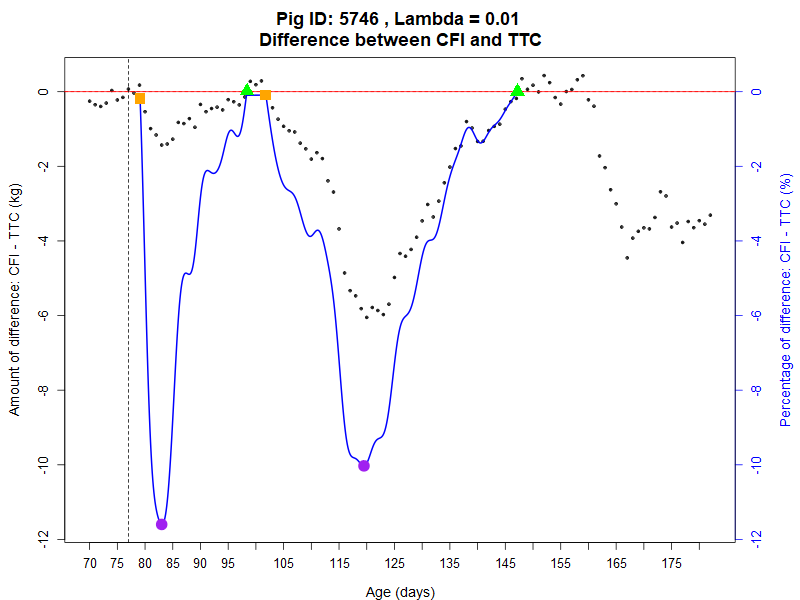 Pig ID: 5746 , Lambda = 0.01
Difference between CFI and TTC
Amount of difference: CFI - TTC (kg)
0
-2
-4
-6
-8
-10
-12
Percentage of difference: CFI - TTC (%)
0
-2
-4
-6
-8
-10
-12
70 75 80 85 90 95 105 115 125 135 145 155 165 175
Age (days)